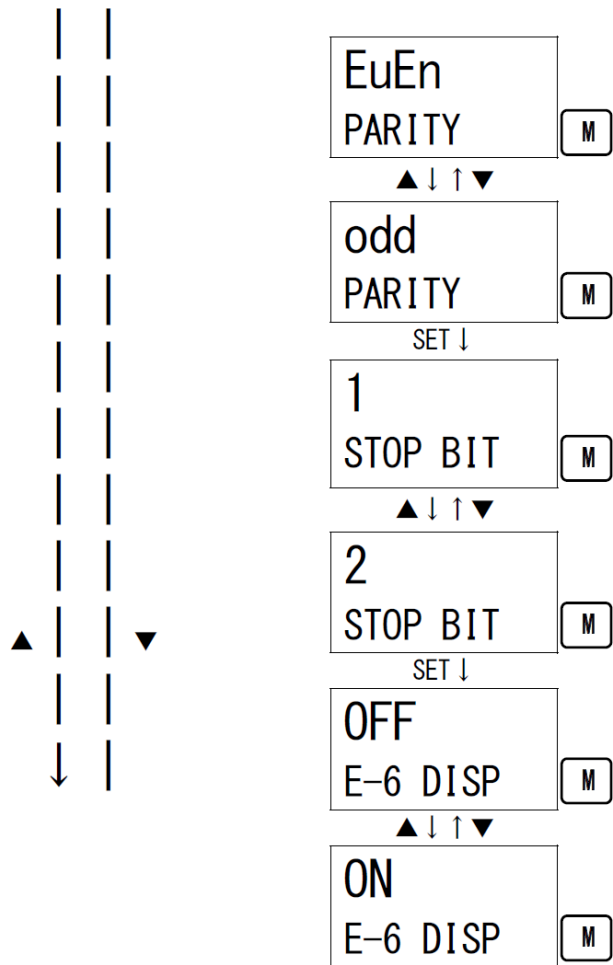 EuEn
PARITY M
▲↓↑▼
odd
PARITY M
SET↓
1
STOP BIT M
▲↓↑▼
2
STOP BIT M
▲ ▼
SET↓
OFF
E-6 DISP M
▲↓↑▼
ON
E-6 DISP M